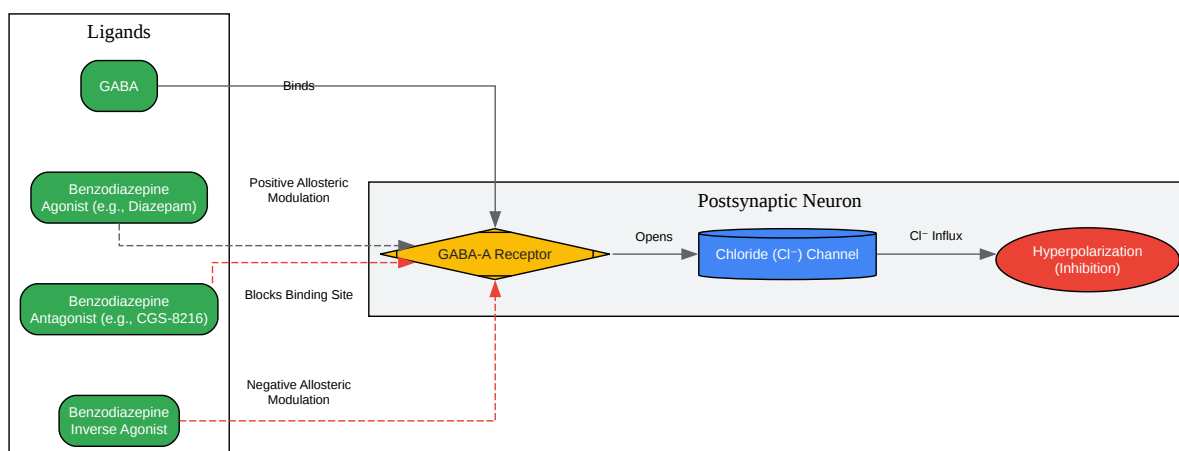 Ligands
GABA
Binds
Benzodiazepine
Agonist (e.g., Diazepam)
Positive Allosteric
Modulation
Postsynaptic Neuron
GABA-A Receptor
Opens
Chloride (Cl⁻) Channel
Cl⁻ Influx
Hyperpolarization
(Inhibition)
Benzodiazepine
Antagonist (e.g., CGS-8216)
Blocks Binding Site
Negative Allosteric
Modulation
Benzodiazepine
Inverse Agonist